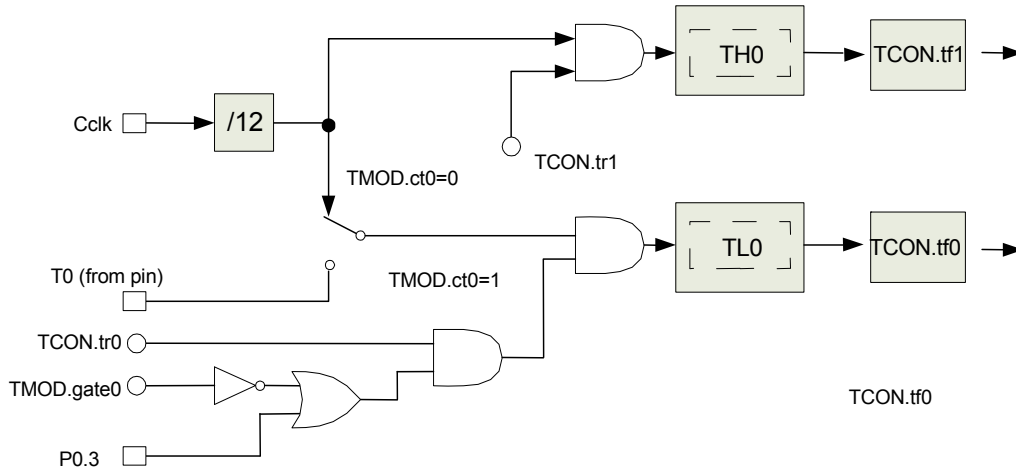 TH0
TCON.tf1
/12
Cclk
TCON.tr1
TMOD.ct0=0
TL0
TCON.tf0
T0 (from pin)
TMOD.ct0=1
TCON.tr0
TMOD.gate0
TCON.tf0
P0.3